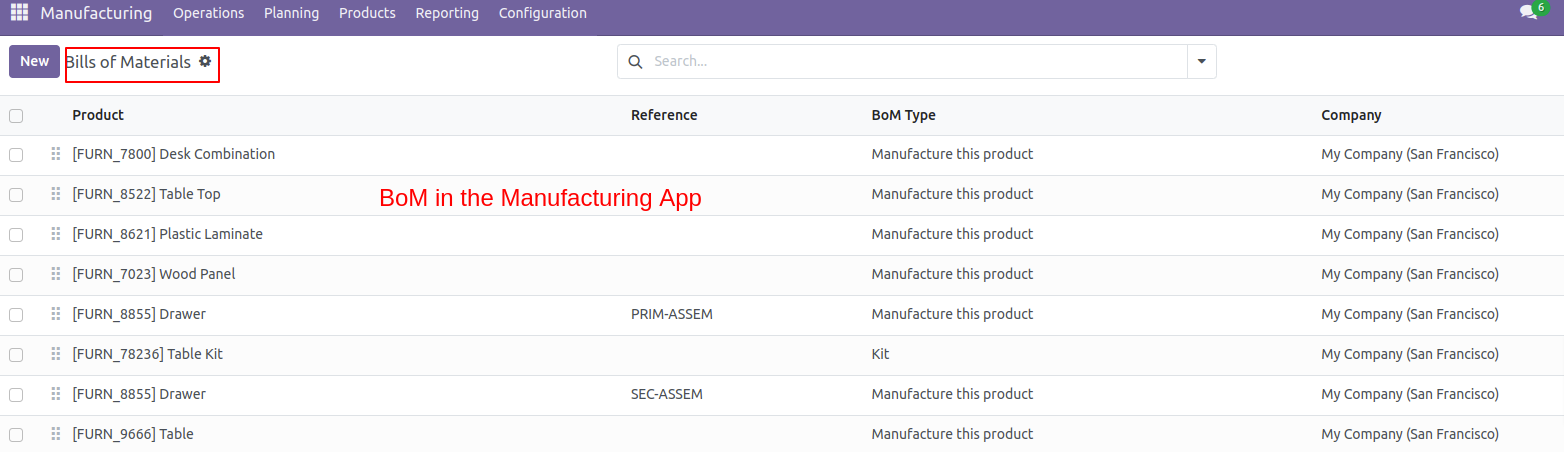 Manufacturing Operations Planning Products Reporting Configuration 6
New Bills of Materials Search...
Product Reference BoM Type Company
[FURN_7800] Desk Combination Manufacture this product My Company (San Francisco)
[FURN_8522] Table Top BoM in the Manufacturing App Manufacture this product My Company (San Francisco)
[FURN_8621] Plastic Laminate Manufacture this product My Company (San Francisco)
[FURN_7023] Wood Panel Manufacture this product My Company (San Francisco)
[FURN_8855] Drawer PRIM-ASSEM Manufacture this product My Company (San Francisco)
[FURN_78236] Table Kit Kit My Company (San Francisco)
[FURN_8855] Drawer SEC-ASSEM Manufacture this product My Company (San Francisco)
[FURN_9666] Table Manufacture this product My Company (San Francisco)